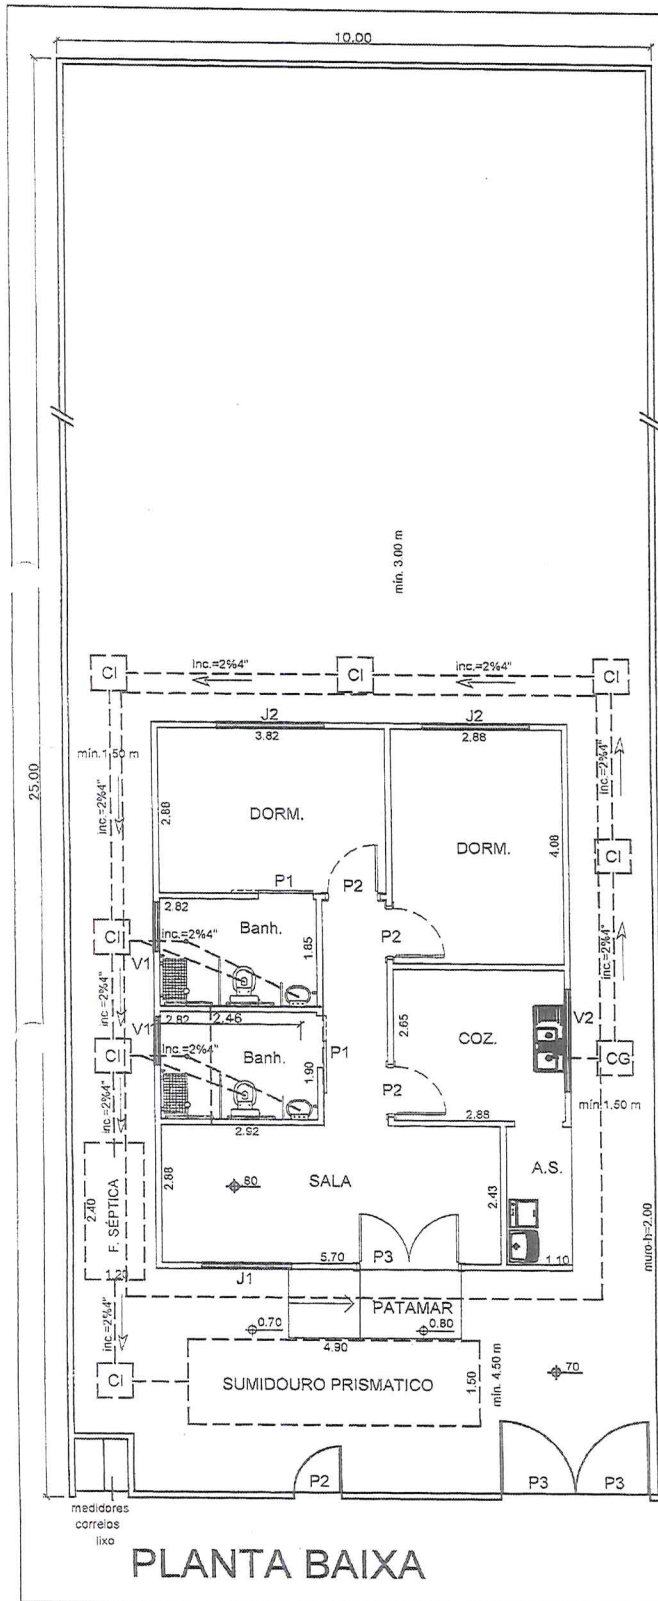 10.00
25.00
min. 3.00 m
CI
Inc.=2%4"
CI
inc.=2%4"
CI
J2
J2
3.82
2.88
min.1.50 m
inc.=2%4"
inc.=2%4"
2.88
DORM.
DORM.
4.08
CI
P1
P2
2.82
inc.=2%4"
Banh.
1.85
P2
CI
V1
inc.=2%4"
inc.=2%4"
2.65
COZ.
V2
V1
2.82
2.46
CI
Inc.=2%4"
Banh.
1.90
P1
P2
CG
inc.=2%4"
2.92
2.88
min.1.50 m
2.40
F. SÉPTICA
1.20
2.88
80
SALA
2.43
A.S.
5.70
P3
1.10
J1
muro-h=2.00
PATAMAR
0.70
0.80
inc.=2%4"
4.90
CI
SUMIDOURO PRISMATICO
1.50
min. 4.50 m
70
P2
P3
P3
medidores
correios
lixo
PLANTA BAIXA